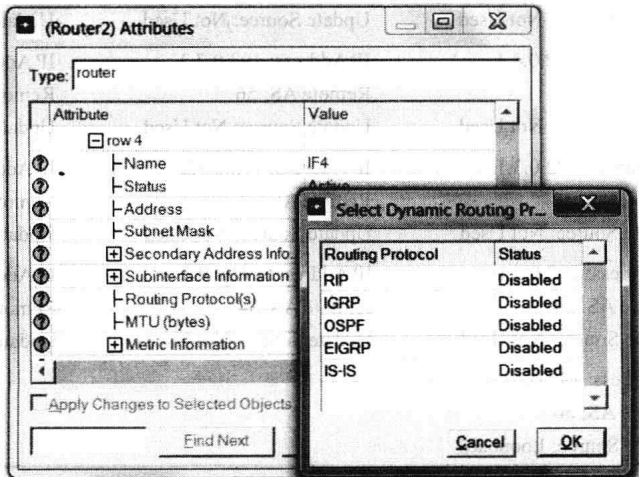 (Router2) Attributes
Type: router
Attribute Value
row 4
Name IF4
Status Active
Address
Subnet Mask
Secondary Address Info..
Subinterface Information
Routing Protocol(s)
MTU (bytes)
Metric Information
Apply Changes to Selected Objects
Find Next
Select Dynamic Routing Pr...
Routing Protocol Status
RIP Disabled
IGRP Disabled
OSPF Disabled
EIGRP Disabled
IS-IS Disabled
Cancel OK